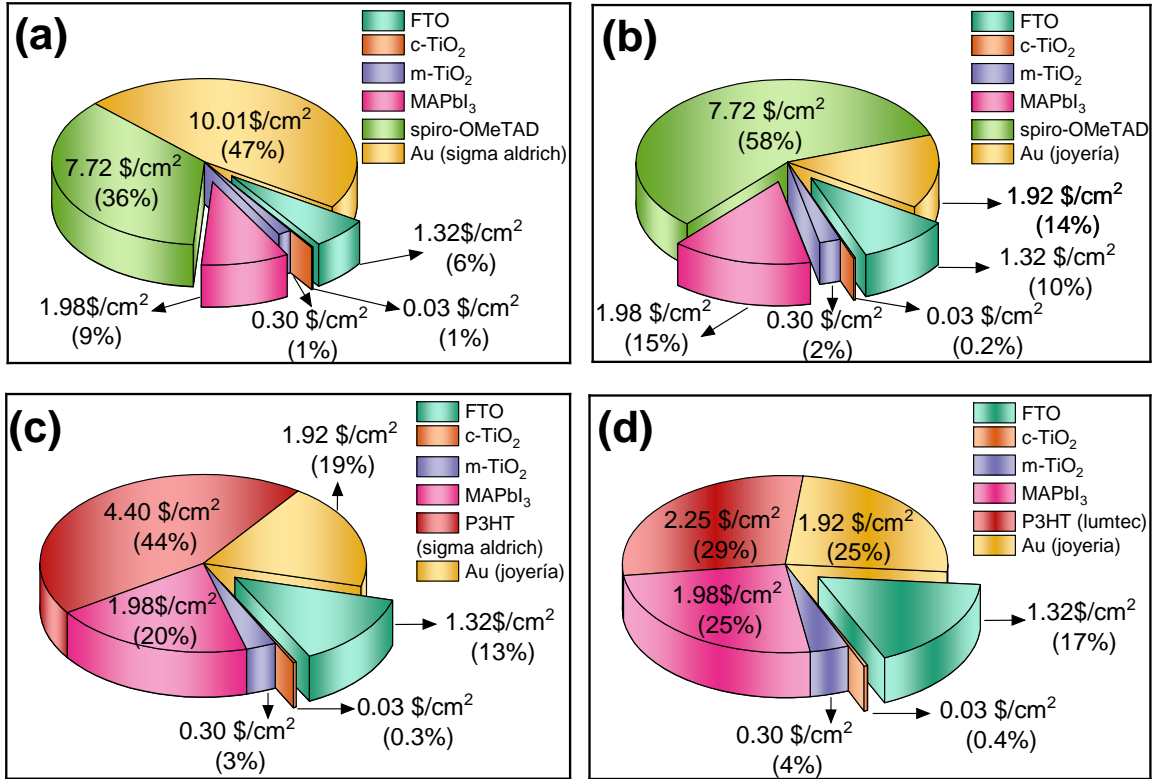 (a)
FTO
c-TiO₂
m-TiO₂
MAPbI₃
spiro-OMeTAD
Au (sigma aldrich)
10.01$/cm²
(47%)
7.72 $/cm²
(36%)
1.32$/cm²
(6%)
1.98$/cm²
(9%)
0.30 $/cm²
(1%)
0.03 $/cm²
(1%)
(b)
FTO
c-TiO₂
m-TiO₂
MAPbI₃
spiro-OMeTAD
Au (joyería)
7.72 $/cm²
(58%)
1.92 $/cm²
(14%)
1.32 $/cm²
(10%)
1.98 $/cm²
(15%)
0.30 $/cm²
(2%)
0.03 $/cm²
(0.2%)
(c)
FTO
c-TiO₂
m-TiO₂
MAPbI₃
P3HT
(sigma aldrich)
Au (joyería)
1.92 $/cm²
(19%)
4.40 $/cm²
(44%)
1.98$/cm²
(20%)
1.32$/cm²
(13%)
0.03 $/cm²
(0.3%)
0.30 $/cm²
(3%)
(d)
FTO
c-TiO₂
m-TiO₂
MAPbI₃
P3HT (lumtec)
Au (joyeria)
2.25 $/cm²
(29%)
1.92 $/cm²
(25%)
1.98$/cm²
(25%)
1.32$/cm²
(17%)
0.03 $/cm²
(0.4%)
0.30 $/cm²
(4%)